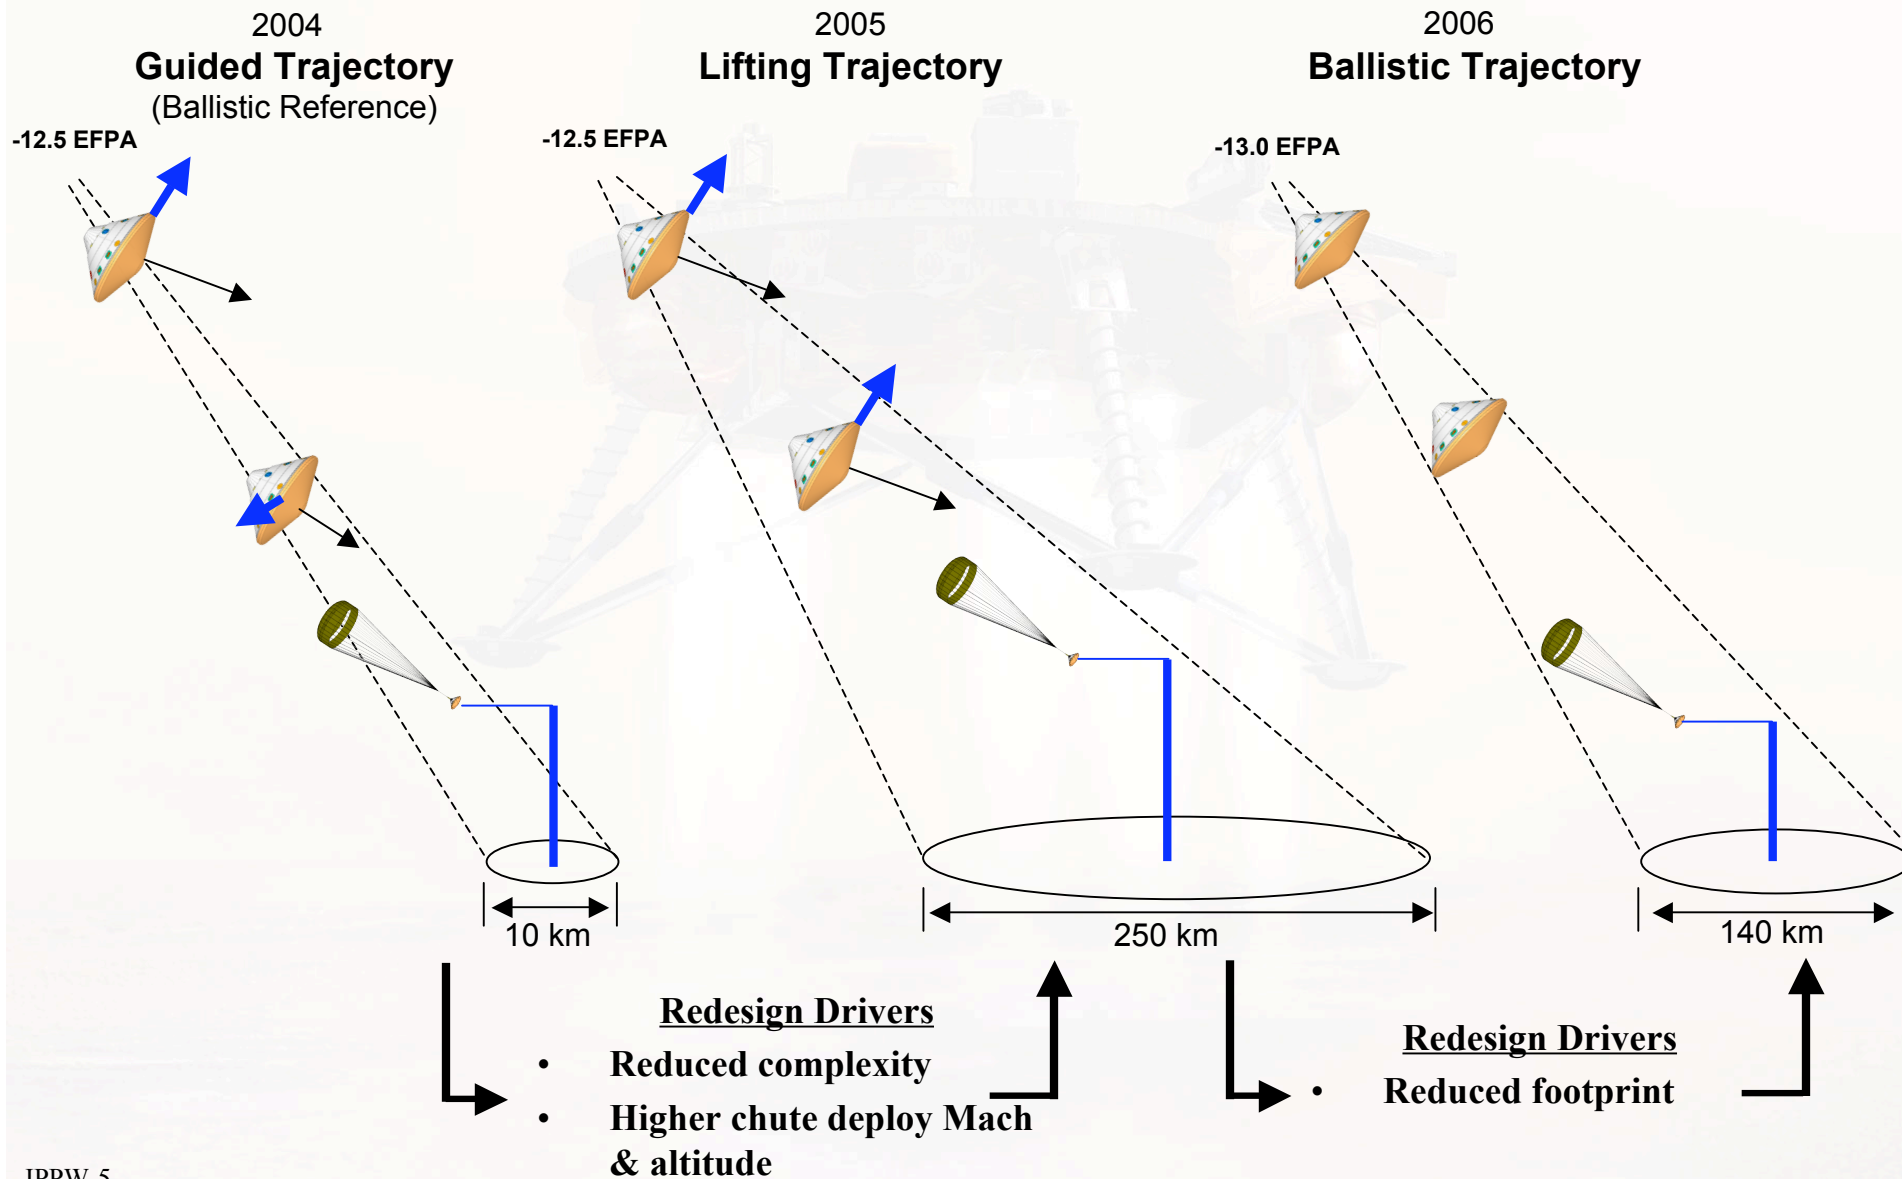 2004
Guided Trajectory
(Ballistic Reference)
-12.5 EFPA
10 km
2005
Lifting Trajectory
-12.5 EFPA
250 km
2006
Ballistic Trajectory
-13.0 EFPA
140 km
Redesign Drivers
• Reduced complexity
• Higher chute deploy Mach
& altitude
Redesign Drivers
• Reduced footprint
IPPW-5